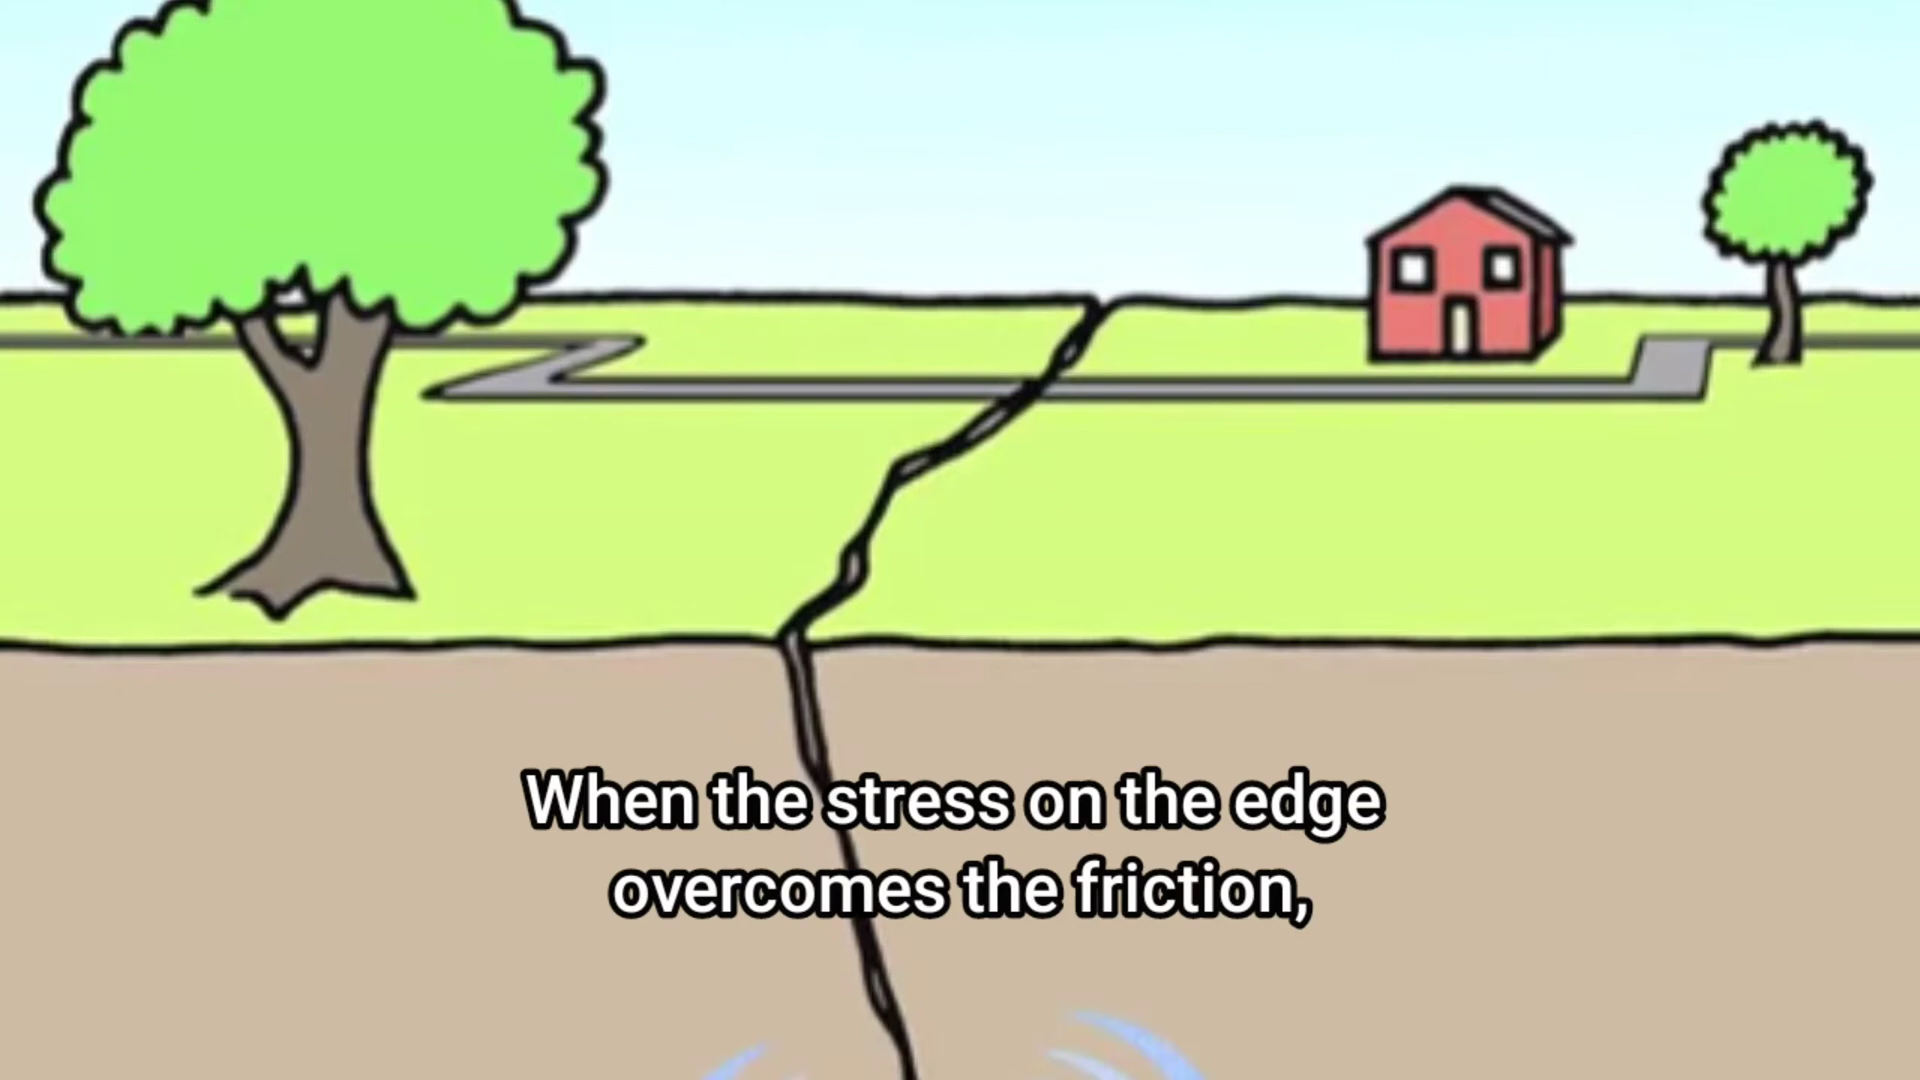 When the stress on the edge
overcomes the friction,